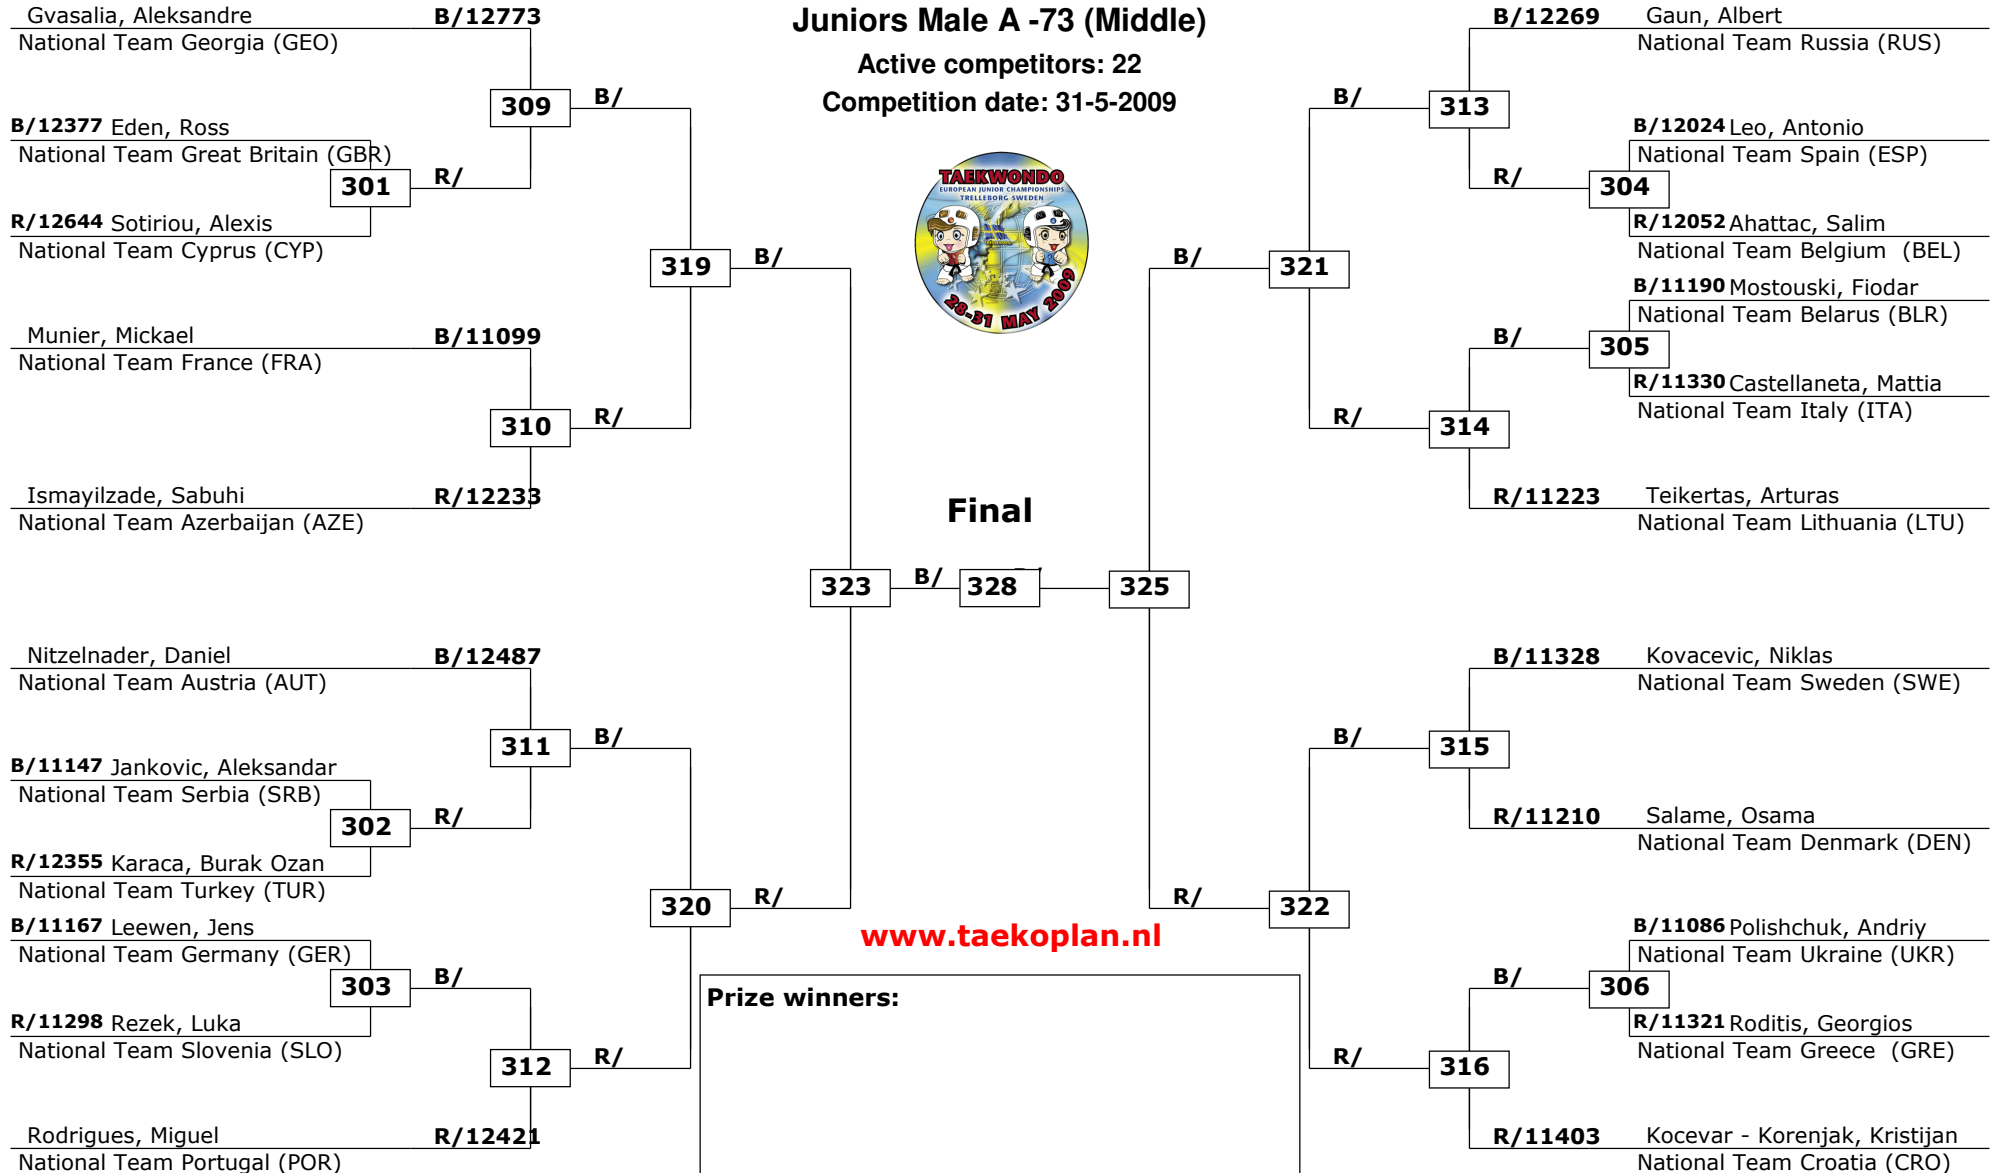 Juniors Male A -73 (Middle)
Active competitors: 22
Competition date: 31-5-2009
TAEKWONDO
EUROPEAN JUNIOR CHAMPIONSHIPS
TRELLEBORG SWEDEN
28-31 MAY 2009
Gvasalia, Aleksandre B/12773
National Team Georgia (GEO)
309 B/
B/12377 Eden, Ross
National Team Great Britain (GBR)
301 R/
R/12644 Sotiriou, Alexis
National Team Cyprus (CYP)
319 B/
Munier, Mickael B/11099
National Team France (FRA)
310 R/
Ismayilzade, Sabuhi R/12233
National Team Azerbaijan (AZE)
Nitzelnader, Daniel B/12487
National Team Austria (AUT)
311 B/
B/11147 Jankovic, Aleksandar
National Team Serbia (SRB)
302 R/
R/12355 Karaca, Burak Ozan
National Team Turkey (TUR)
320 R/
B/11167 Leewen, Jens
National Team Germany (GER)
303 B/
R/11298 Rezek, Luka
National Team Slovenia (SLO)
312 R/
Rodrigues, Miguel R/12421
National Team Portugal (POR)
Final
323 B/ 328 325
B/12269 Gaun, Albert
National Team Russia (RUS)
B/ 313
B/12024 Leo, Antonio
National Team Spain (ESP)
R/ 304
R/12052 Ahattac, Salim
National Team Belgium (BEL)
B/ 321
B/11190 Mostouski, Fiodar
National Team Belarus (BLR)
B/ 305
R/11330 Castellaneta, Mattia
National Team Italy (ITA)
R/ 314
R/11223 Teikertas, Arturas
National Team Lithuania (LTU)
B/11328 Kovacevic, Niklas
National Team Sweden (SWE)
B/ 315
R/11210 Salame, Osama
National Team Denmark (DEN)
R/ 322
B/11086 Polishchuk, Andriy
National Team Ukraine (UKR)
B/ 306
R/11321 Roditis, Georgios
National Team Greece (GRE)
R/ 316
R/11403 Kocevar - Korenjak, Kristijan
National Team Croatia (CRO)
www.taekoplan.nl
Prize winners: